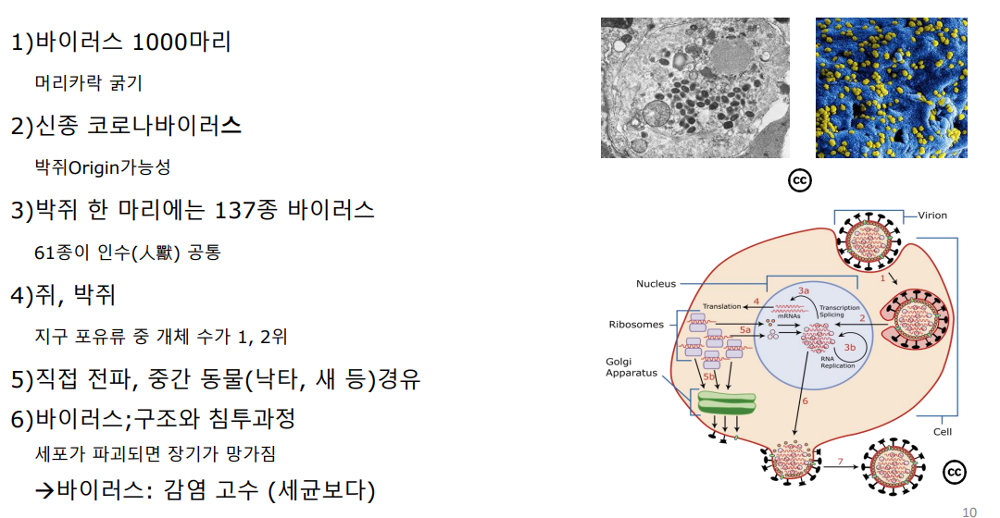 1)바이러스 1000마리
머리카락 굵기
2)신종 코로나바이러스
박쥐Origin가능성
3)박쥐 한 마리에는 137종 바이러스
61종이 인수(人獸) 공통
4)쥐, 박쥐
지구 포유류 중 개체 수가 1, 2위
5)직접 전파, 중간 동물(낙타, 새 등)경유
6)바이러스;구조와 침투과정
세포가 파괴되면 장기가 망가짐
→바이러스: 감염 고수 (세균보다)
cc
Virion
1
Nucleus
3a
Translation
4
Transcription
Splicing
mRNAs
2
Ribosomes
5a
3b
RNA
Replication
Golgi
Apparatus
5b
6
Cell
7
cc
10